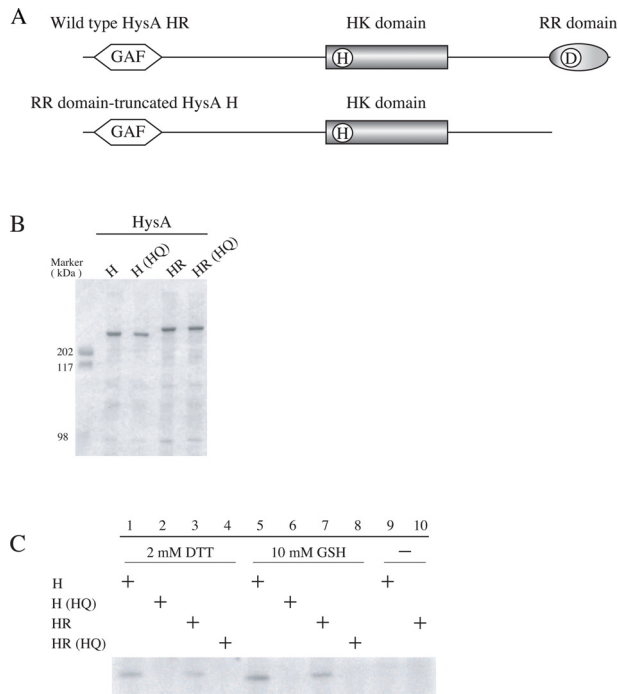 A
Wild type HysA HR
HK domain
RR domain
GAF
H
D
RR domain-truncated HysA H
HK domain
GAF
H
B
HysA
Marker
( kDa )
H
H (HQ)
HR
HR (HQ)
202
117
98
C
1 2 3 4 5 6 7 8 9 10
2 mM DTT 10 mM GSH −
H + + +
H (HQ) + +
HR + + +
HR (HQ) + +